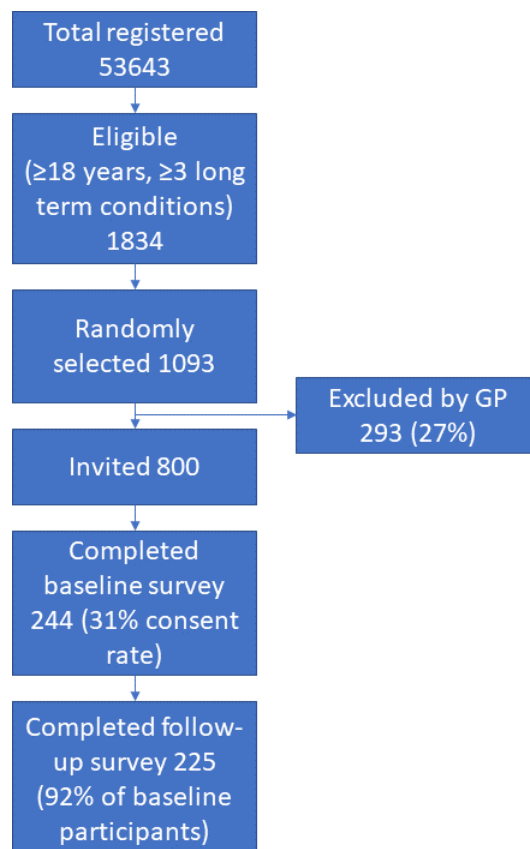 Total registered
53643
Eligible
(≥18 years, ≥3 long
term conditions)
1834
Randomly
selected 1093
Excluded by GP
293 (27%)
Invited 800
Completed
baseline survey
244 (31% consent
rate)
Completed follow-
up survey 225
(92% of baseline
participants)